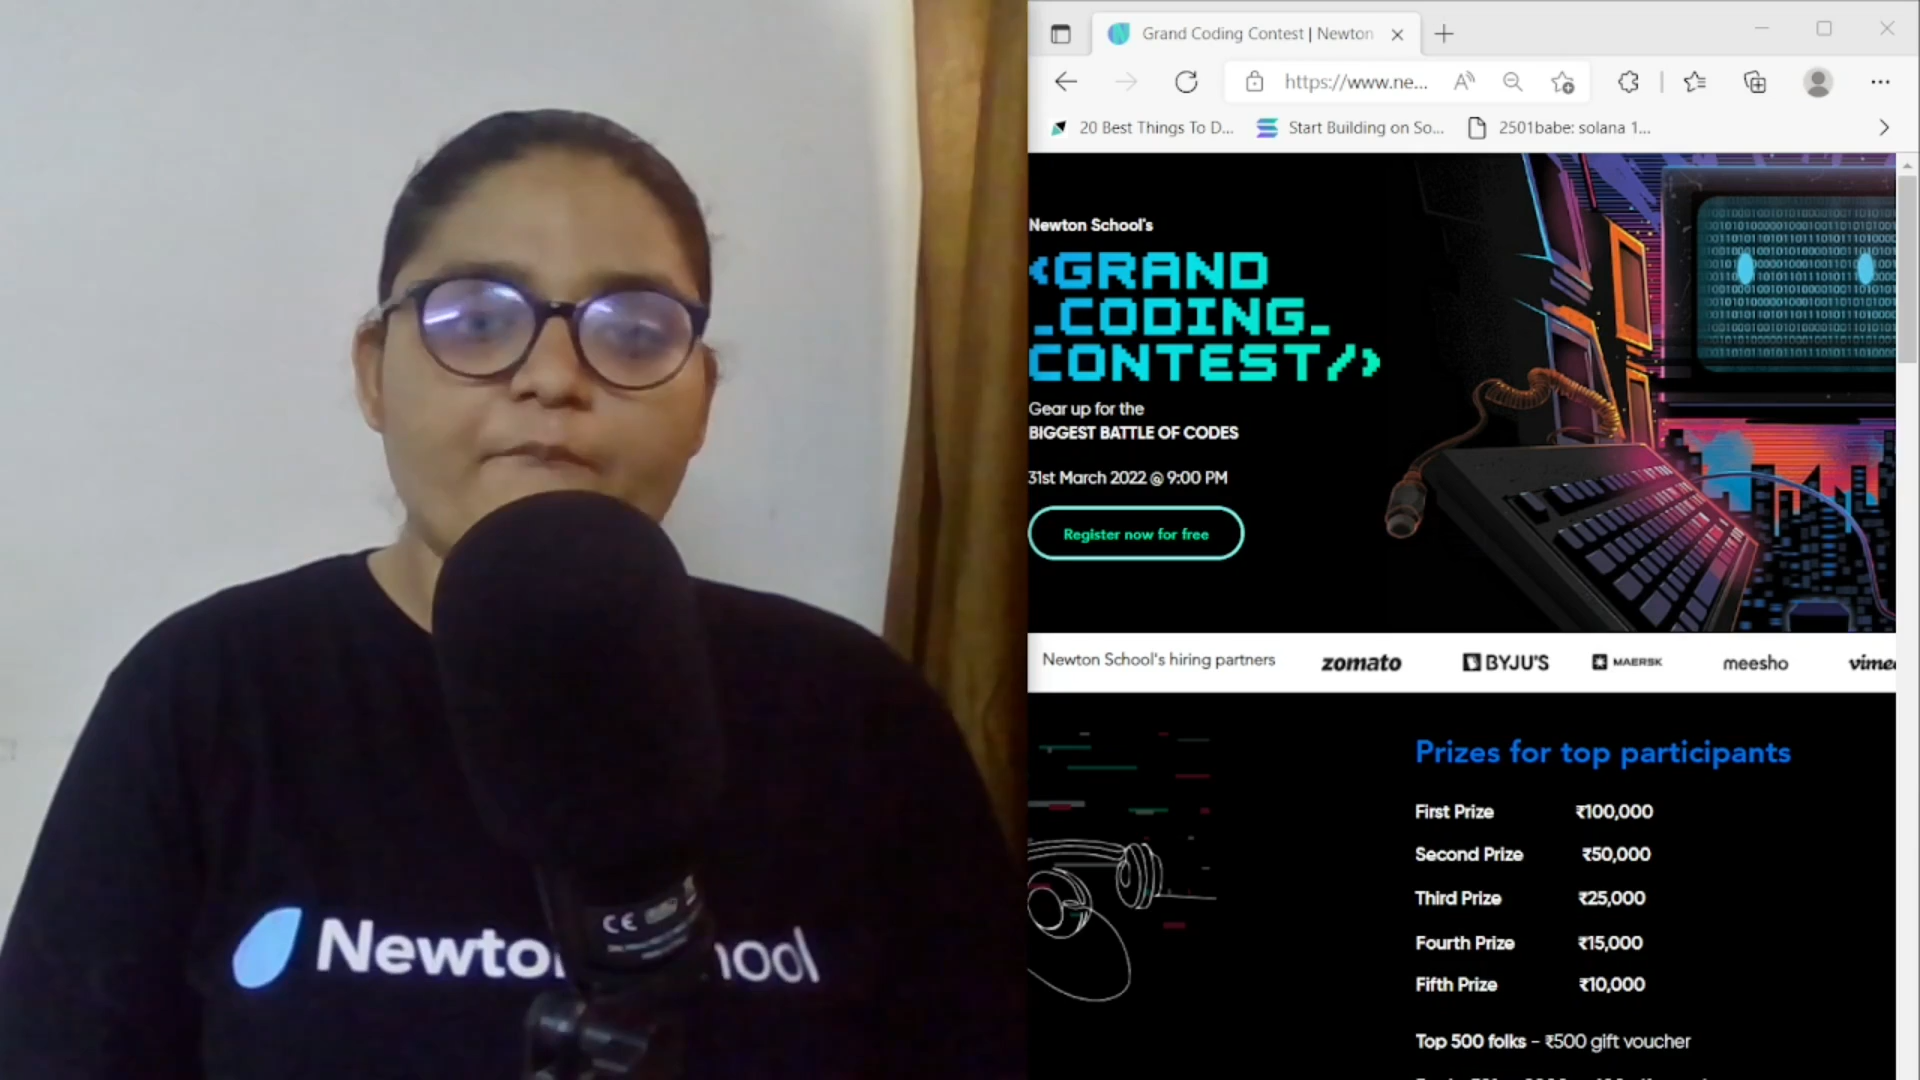 Newto
hool
CE
Grand Coding Contest | Newton
https://www.ne...
20 Best Things To D...
Start Building on So...
2501babe: solana 1...
Newton School's
<GRAND
_CODING_
CONTEST/>
Gear up for the
BIGGEST BATTLE OF CODES
31st March 2022 @ 9:00 PM
Register now for free
Newton School's hiring partners
zomato
BYJU'S
MAERSK
meesho
vime
Prizes for top participants
First Prize ₹100,000
Second Prize ₹50,000
Third Prize ₹25,000
Fourth Prize ₹15,000
Fifth Prize ₹10,000
Top 500 folks – ₹500 gift voucher